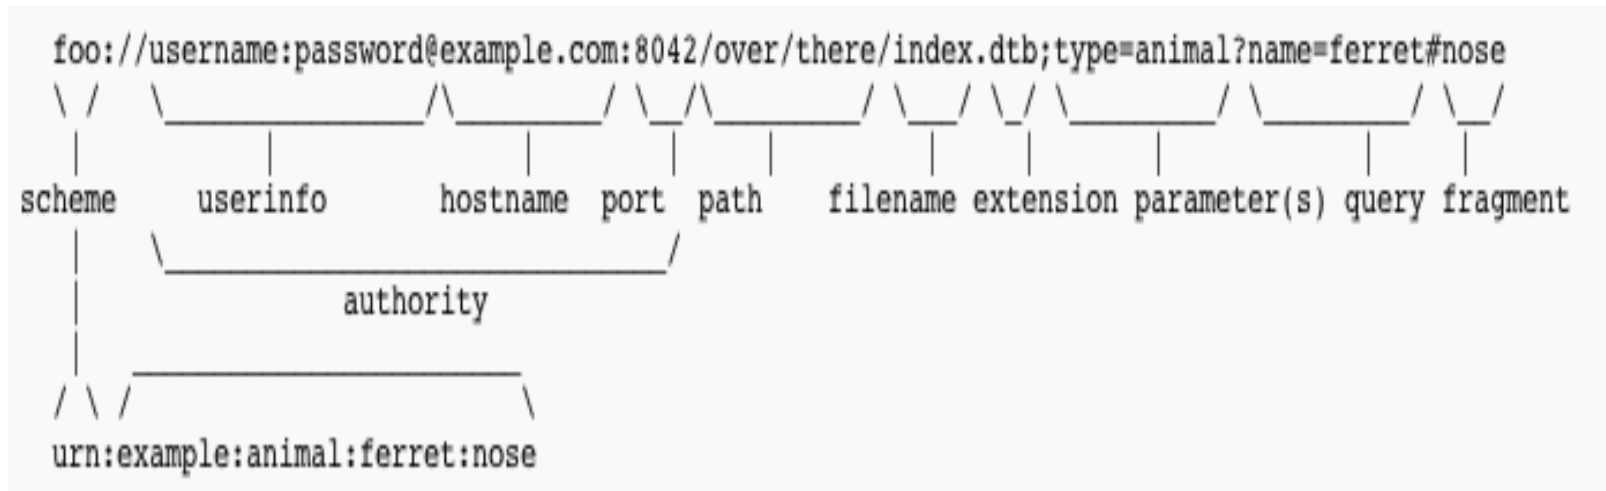 foo://username:password@example.com:8042/over/there/index.dtb;type=animal?name=ferret#nose
scheme userinfo hostname port path filename extension parameter(s) query fragment
authority
urn:example:animal:ferret:nose